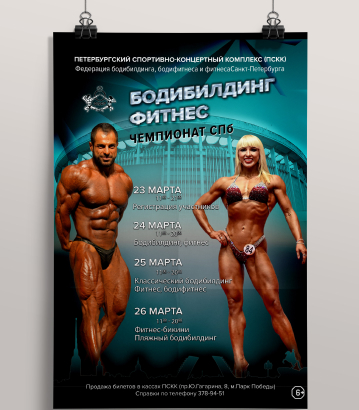 ПЕТЕРБУРГСКИЙ СПОРТИВНО-КОНЦЕРТНЫЙ КОМПЛЕКС (ПСКК)
Федерация бодибилдинга, бодифитнеса и фитнесаСанкт-Петербурга
БОДИБИЛДИНГ
ФИТНЕС
ЧЕМПИОНАТ СПб
23 МАРТА
Регистрация участников
24 МАРТА
Бодибилдинг, фитнес
25 МАРТА
Классический бодибилдинг
Фитнес, бодифитнес
26 МАРТА
Фитнес-бикини
Пляжный бодибилдинг
Продажа билетов в кассах ПСКК (пр.Ю.Гагарина, 8, м Парк Победы)
Справки по телефону 378-94-51
6+